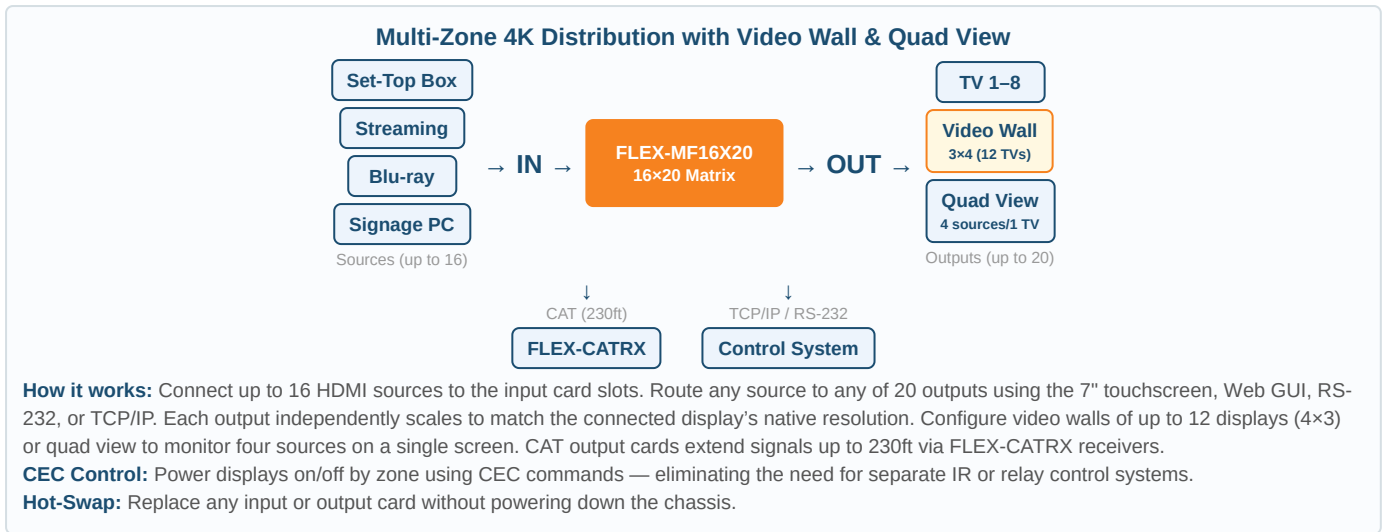 Multi-Zone 4K Distribution with Video Wall & Quad View
Set-Top Box
Streaming
Blu-ray
Signage PC
Sources (up to 16)
→ IN →
FLEX-MF16X20
16×20 Matrix
→ OUT →
TV 1–8
Video Wall
3×4 (12 TVs)
Quad View
4 sources/1 TV
Outputs (up to 20)
↓
CAT (230ft)
FLEX-CATRX
↓
TCP/IP / RS-232
Control System
How it works: Connect up to 16 HDMI sources to the input card slots. Route any source to any of 20 outputs using the 7" touchscreen, Web GUI, RS-
232, or TCP/IP. Each output independently scales to match the connected display’s native resolution. Configure video walls of up to 12 displays (4×3)
or quad view to monitor four sources on a single screen. CAT output cards extend signals up to 230ft via FLEX-CATRX receivers.
CEC Control: Power displays on/off by zone using CEC commands — eliminating the need for separate IR or relay control systems.
Hot-Swap: Replace any input or output card without powering down the chassis.